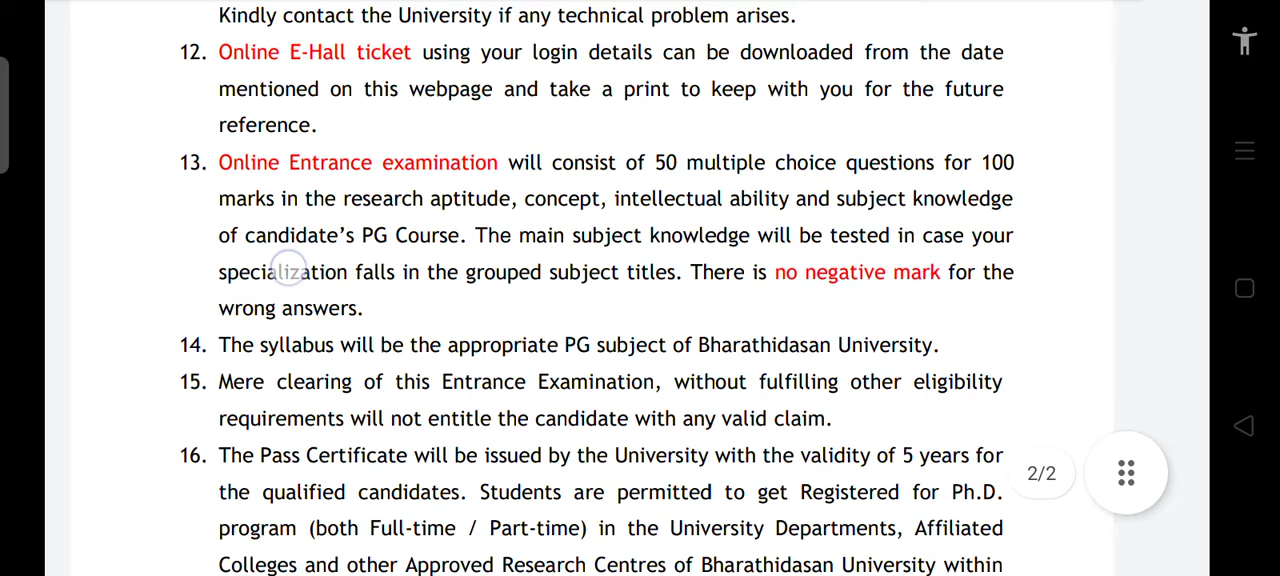 Kindly contact the University if any technical problem arises.
12. Online E-Hall ticket using your login details can be downloaded from the date
mentioned on this webpage and take a print to keep with you for the future
reference.
13. Online Entrance examination will consist of 50 multiple choice questions for 100
marks in the research aptitude, concept, intellectual ability and subject knowledge
of candidate’s PG Course. The main subject knowledge will be tested in case your
specialization falls in the grouped subject titles. There is no negative mark for the
wrong answers.
14. The syllabus will be the appropriate PG subject of Bharathidasan University.
15. Mere clearing of this Entrance Examination, without fulfilling other eligibility
requirements will not entitle the candidate with any valid claim.
16. The Pass Certificate will be issued by the University with the validity of 5 years for
2/2
the qualified candidates. Students are permitted to get Registered for Ph.D.
program (both Full-time / Part-time) in the University Departments, Affiliated
Colleges and other Approved Research Centres of Bharathidasan University within